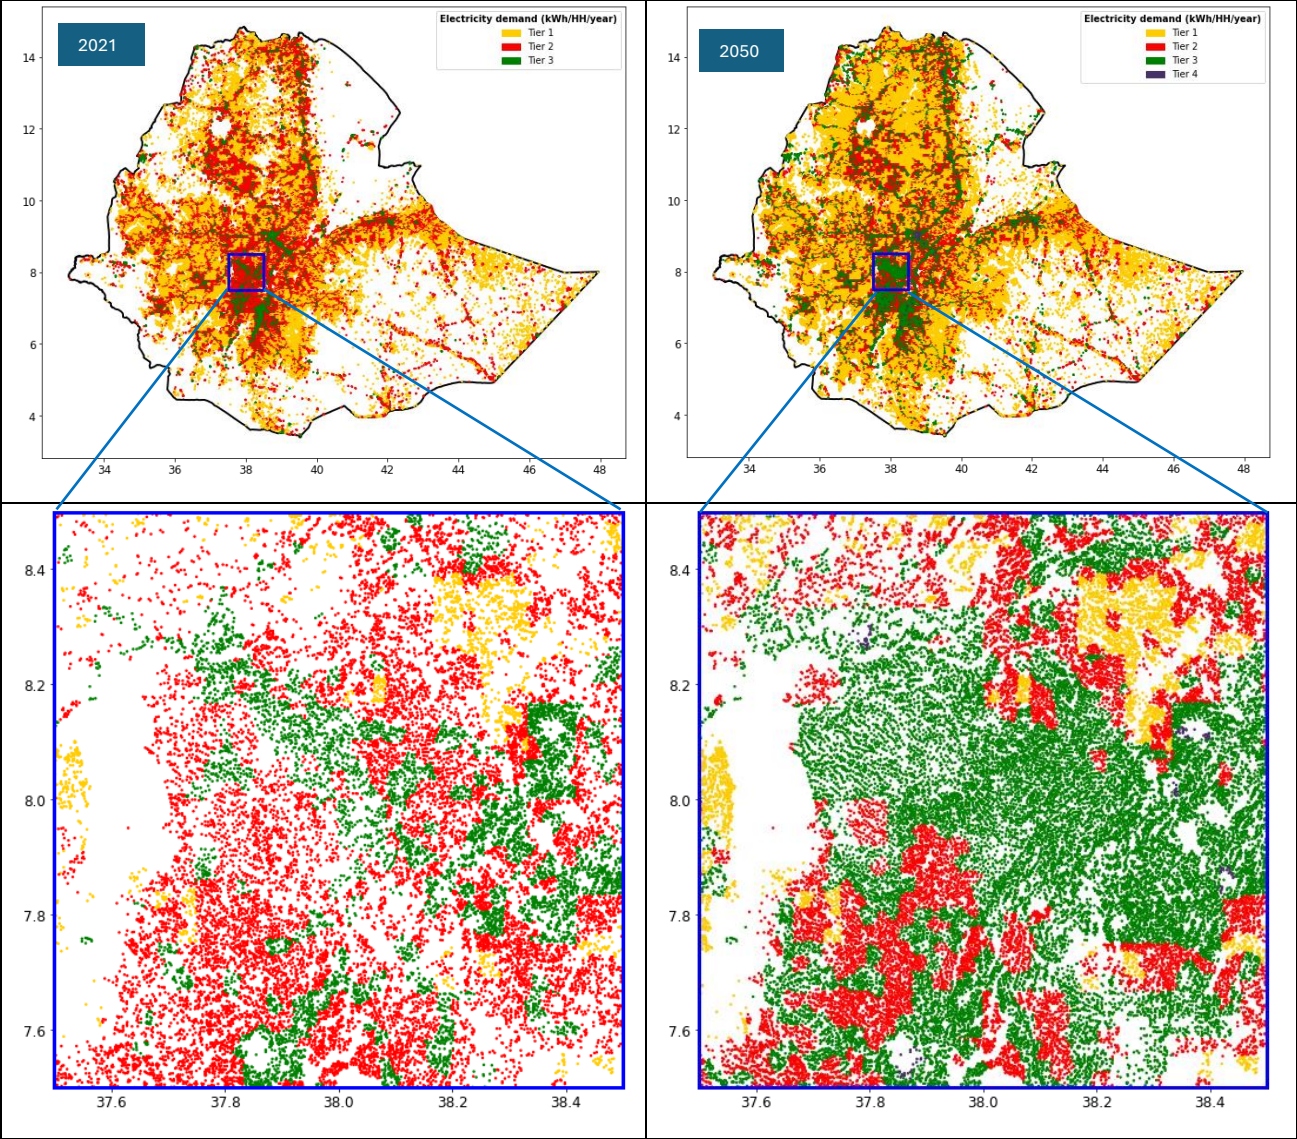 2021
Electricity demand (kWh/HH/year)
Tier 1
Tier 2
Tier 3
14
12
10
8
6
4
34 36 38 40 42 44 46 48
2050
Electricity demand (kWh/HH/year)
Tier 1
Tier 2
Tier 3
Tier 4
14
12
10
8
6
4
34 36 38 40 42 44 46 48
8.4
8.2
8.0
7.8
7.6
37.6 37.8 38.0 38.2 38.4
8.4
8.2
8.0
7.8
7.6
37.6 37.8 38.0 38.2 38.4